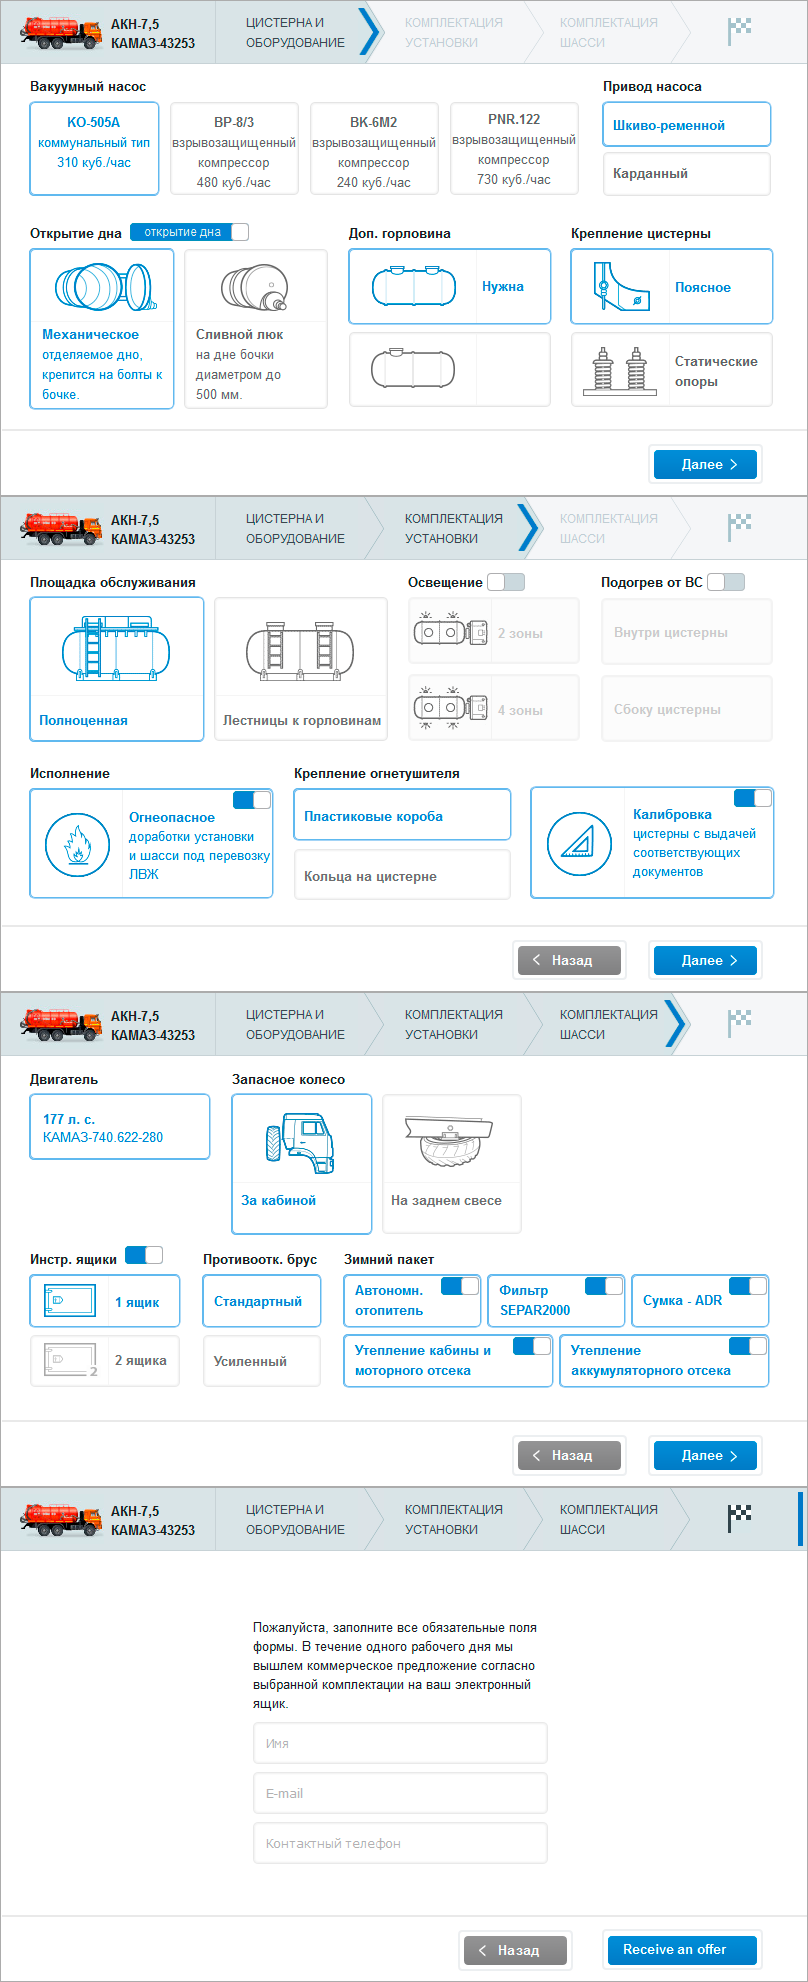 АКН-7,5
КАМАЗ-43253
ЦИСТЕРНА И
ОБОРУДОВАНИЕ
КОМПЛЕКТАЦИЯ
УСТАНОВКИ
КОМПЛЕКТАЦИЯ
ШАССИ
Вакуумный насос
КО-505А
коммунальный тип
310 куб./час
ВР-8/3
взрывозащищенный
компрессор
480 куб./час
ВК-6М2
взрывозащищенный
компрессор
240 куб./час
PNR.122
взрывозащищенный
компрессор
730 куб./час
Привод насоса
Шкиво-ременной
Карданный
Открытие дна
открытие дна
Механическое
отделяемое дно,
крепится на болты к
бочке.
Сливной люк
на дне бочки
диаметром до
500 мм.
Доп. горловина
Нужна
Крепление цистерны
Поясное
Статические
опоры
Далее
АКН-7,5
КАМАЗ-43253
ЦИСТЕРНА И
ОБОРУДОВАНИЕ
КОМПЛЕКТАЦИЯ
УСТАНОВКИ
КОМПЛЕКТАЦИЯ
ШАССИ
Площадка обслуживания
Полноценная
Лестницы к горловинам
Освещение
2 зоны
4 зоны
Подогрев от ВС
Внутри цистерны
Сбоку цистерны
Исполнение
Огнеопасное
доработки установки
и шасси под перевозку
ЛВЖ
Крепление огнетушителя
Пластиковые короба
Кольца на цистерне
Калибровка
цистерны с выдачей
соответствующих
документов
Назад
Далее
АКН-7,5
КАМАЗ-43253
ЦИСТЕРНА И
ОБОРУДОВАНИЕ
КОМПЛЕКТАЦИЯ
УСТАНОВКИ
КОМПЛЕКТАЦИЯ
ШАССИ
Двигатель
177 л. с.
КАМАЗ-740.622-280
Запасное колесо
За кабиной
На заднем свесе
Инстр. ящики
1 ящик
2
2 ящика
Противоотк. брус
Стандартный
Усиленный
Зимний пакет
Автономн.
отопитель
Фильтр
SEPAR2000
Сумка - ADR
Утепление кабины и
моторного отсека
Утепление
аккумуляторного отсека
Назад
Далее
АКН-7,5
КАМАЗ-43253
ЦИСТЕРНА И
ОБОРУДОВАНИЕ
КОМПЛЕКТАЦИЯ
УСТАНОВКИ
КОМПЛЕКТАЦИЯ
ШАССИ
Пожалуйста, заполните все обязательные поля
формы. В течение одного рабочего дня мы
вышлем коммерческое предложение согласно
выбранной комплектации на ваш электронный
ящик.
Имя
E-mail
Контактный телефон
Назад
Receive an offer